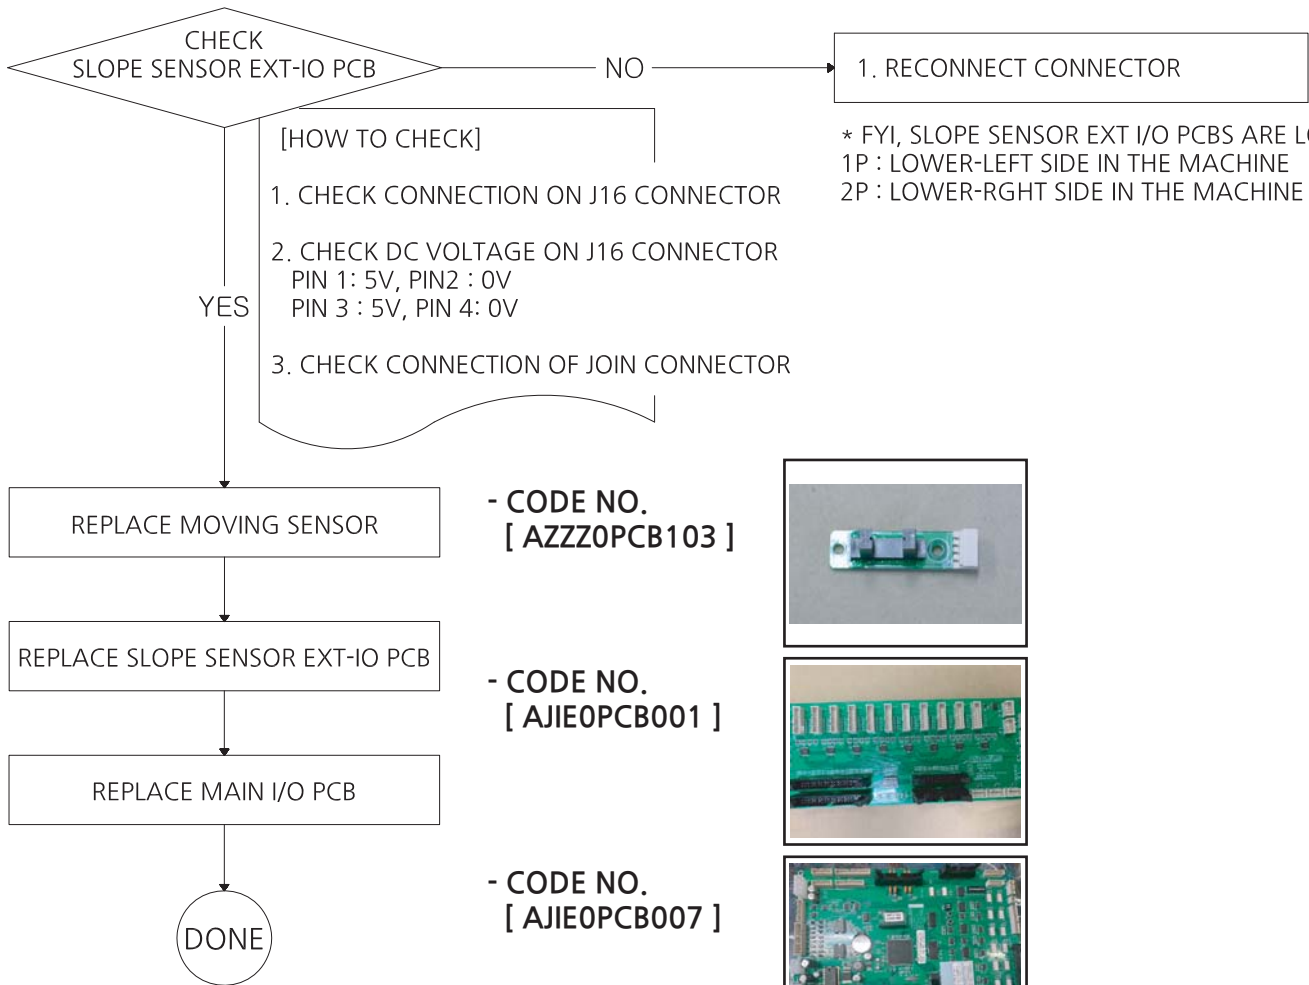 CHECK
SLOPE SENSOR EXT-IO PCB
NO
1. RECONNECT CONNECTOR
* FYI, SLOPE SENSOR EXT I/O PCBS ARE
1P : LOWER-LEFT SIDE IN THE MACHINE
2P : LOWER-RGHT SIDE IN THE MACHINE
[HOW TO CHECK]
1. CHECK CONNECTION ON J16 CONNECTOR
2. CHECK DC VOLTAGE ON J16 CONNECTOR
PIN 1: 5V, PIN2 : 0V
PIN 3 : 5V, PIN 4: 0V
3. CHECK CONNECTION OF JOIN CONNECTOR
YES
REPLACE MOVING SENSOR
- CODE NO.
[ AZZZ0PCB103 ]
REPLACE SLOPE SENSOR EXT-IO PCB
- CODE NO.
[ AJIE0PCB001 ]
REPLACE MAIN I/O PCB
- CODE NO.
[ AJIE0PCB007 ]
DONE